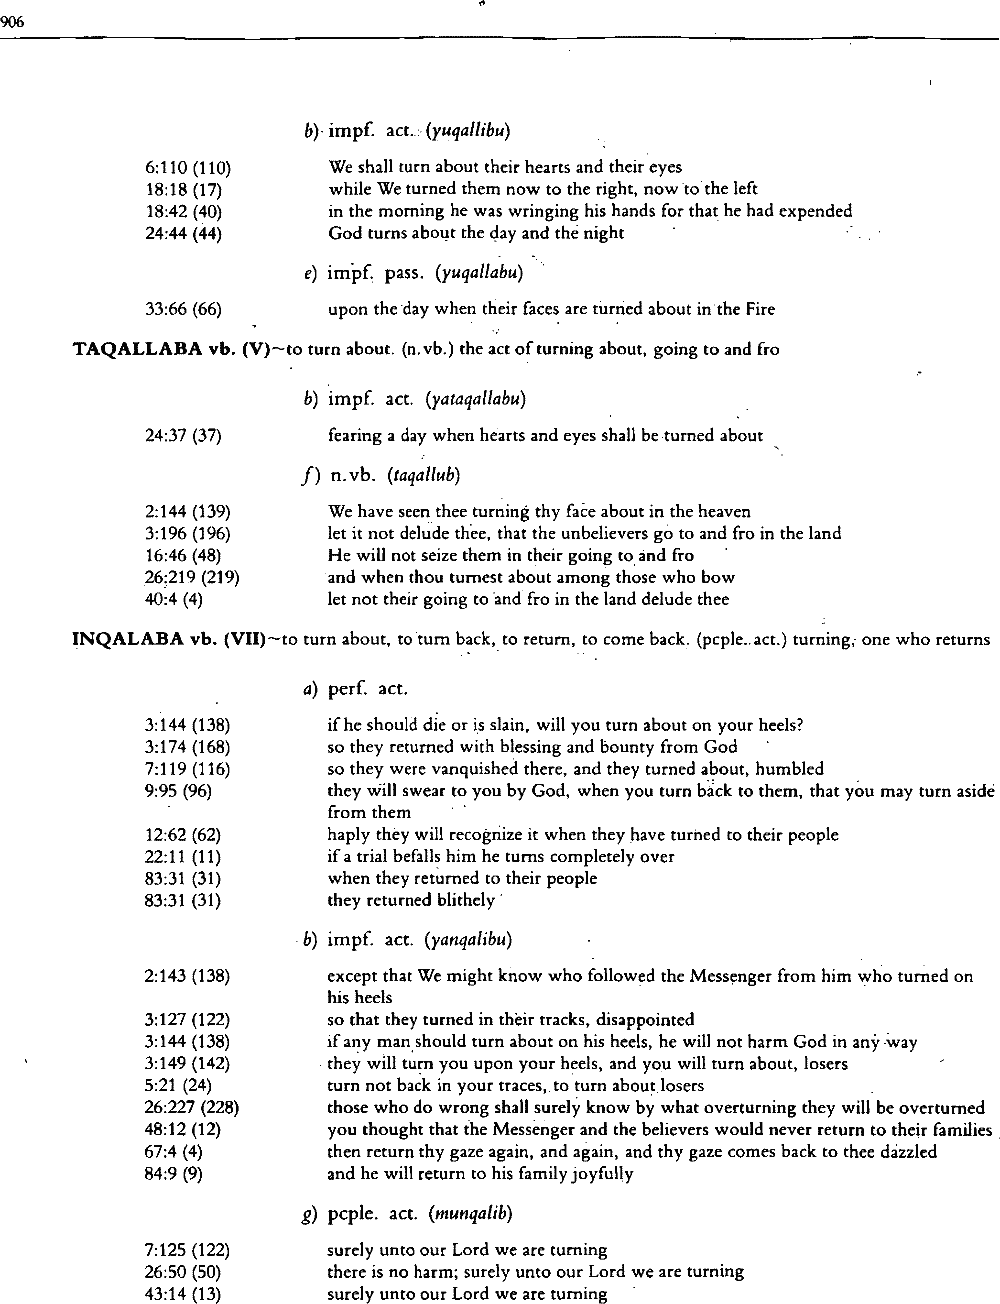 906
b) impf. act. (yuqallibu)
6:110 (110) We shall turn about their hearts and their eyes
18:18 (17) while We turned them now to the right, now to the left
18:42 (40) in the morning he was wringing his hands for that he had expended
24:44 (44) God turns about the day and the night
e) impf. pass. (yuqallabu)
33:66 (66) upon the day when their faces are turned about in the Fire
TAQALLABA vb. (V)~to turn about. (n.vb.) the act of turning about, going to and fro
b) impf. act. (yataqallabu)
24:37 (37) fearing a day when hearts and eyes shall be turned about
f) n.vb. (taqallub)
2:144 (139) We have seen thee turning thy face about in the heaven
3:196 (196) let it not delude thee, that the unbelievers go to and fro in the land
16:46 (48) He will not seize them in their going to and fro
26:219 (219) and when thou turnest about among those who bow
40:4 (4) let not their going to and fro in the land delude thee
INQALABA vb. (VII)~to turn about, to turn back, to return, to come back. (pcple. act.) turning, one who returns
a) perf. act.
3:144 (138) if he should die or is slain, will you turn about on your heels?
3:174 (168) so they returned with blessing and bounty from God
7:119 (116) so they were vanquished there, and they turned about, humbled
9:95 (96) they will swear to you by God, when you turn back to them, that you may turn aside
from them
12:62 (62) haply they will recognize it when they have turned to their people
22:11 (11) if a trial befalls him he turns completely over
83:31 (31) when they returned to their people
83:31 (31) they returned blithely
b) impf. act. (yanqalibu)
2:143 (138) except that We might know who followed the Messenger from him who turned on
his heels
3:127 (122) so that they turned in their tracks, disappointed
3:144 (138) if any man should turn about on his heels, he will not harm God in any way
3:149 (142) they will turn you upon your heels, and you will turn about, losers
5:21 (24) turn not back in your traces, to turn about losers
26:227 (228) those who do wrong shall surely know by what overturning they will be overturned
48:12 (12) you thought that the Messenger and the believers would never return to their families
67:4 (4) then return thy gaze again, and again, and thy gaze comes back to thee dazzled
84:9 (9) and he will return to his family joyfully
g) pcple. act. (munqalib)
7:125 (122) surely unto our Lord we are turning
26:50 (50) there is no harm; surely unto our Lord we are turning
43:14 (13) surely unto our Lord we are turning